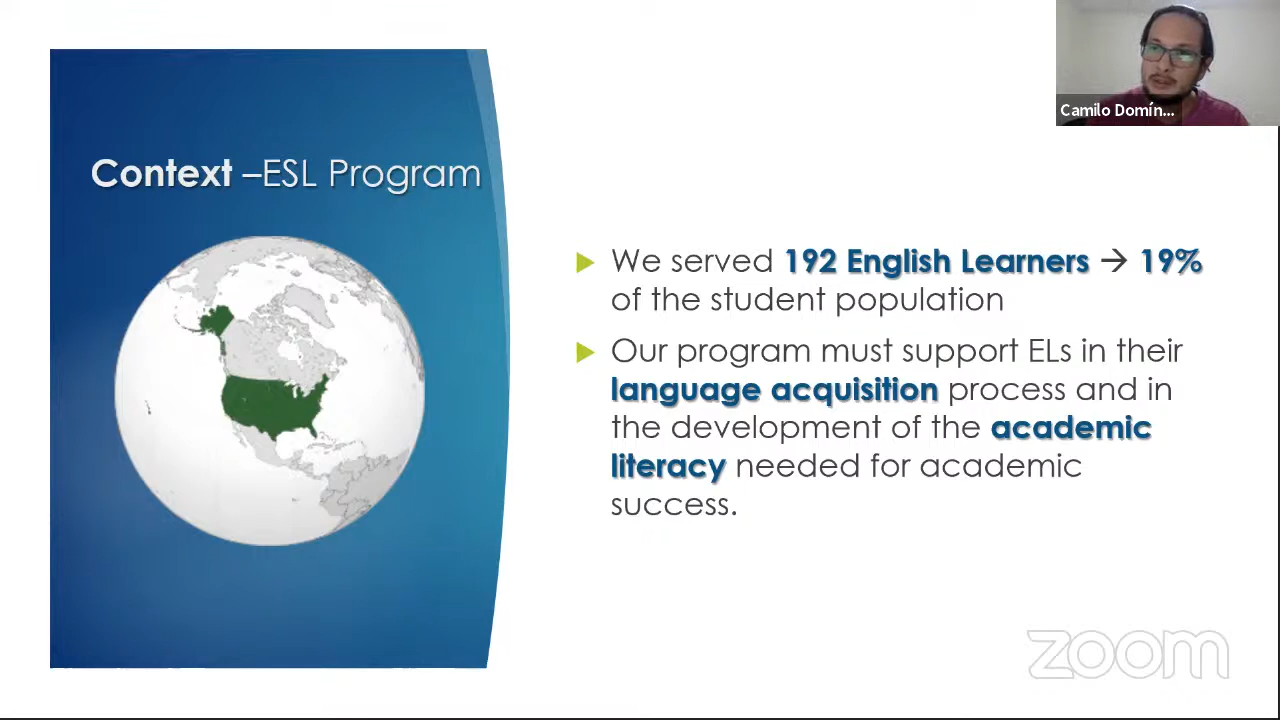 Camilo Domín...
Context –ESL Program
▶ We served 192 English Learners → 19%
of the student population
▶ Our program must support ELs in their
language acquisition process and in
the development of the academic
literacy needed for academic
success.
zoom